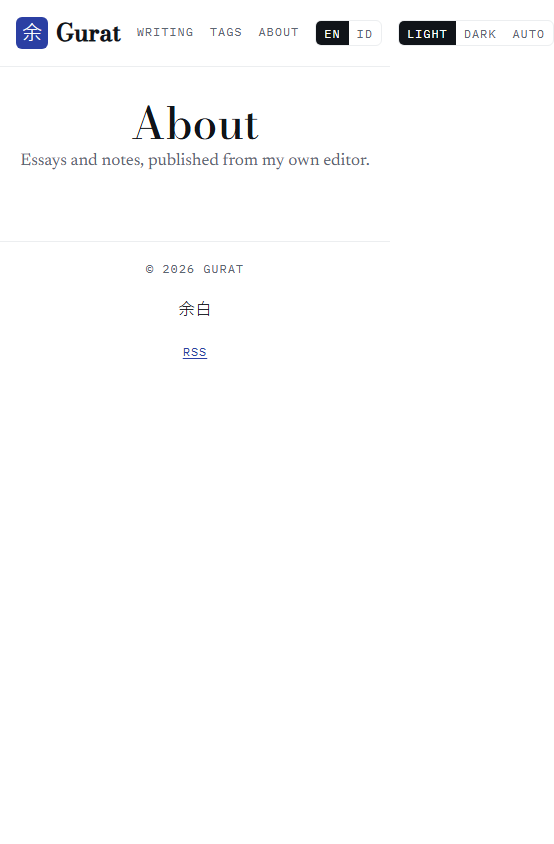 余 Gurat WRITING TAGS ABOUT EN ID LIGHT DARK AUTO
About
Essays and notes, published from my own editor.
© 2026 GURAT
余白
RSS